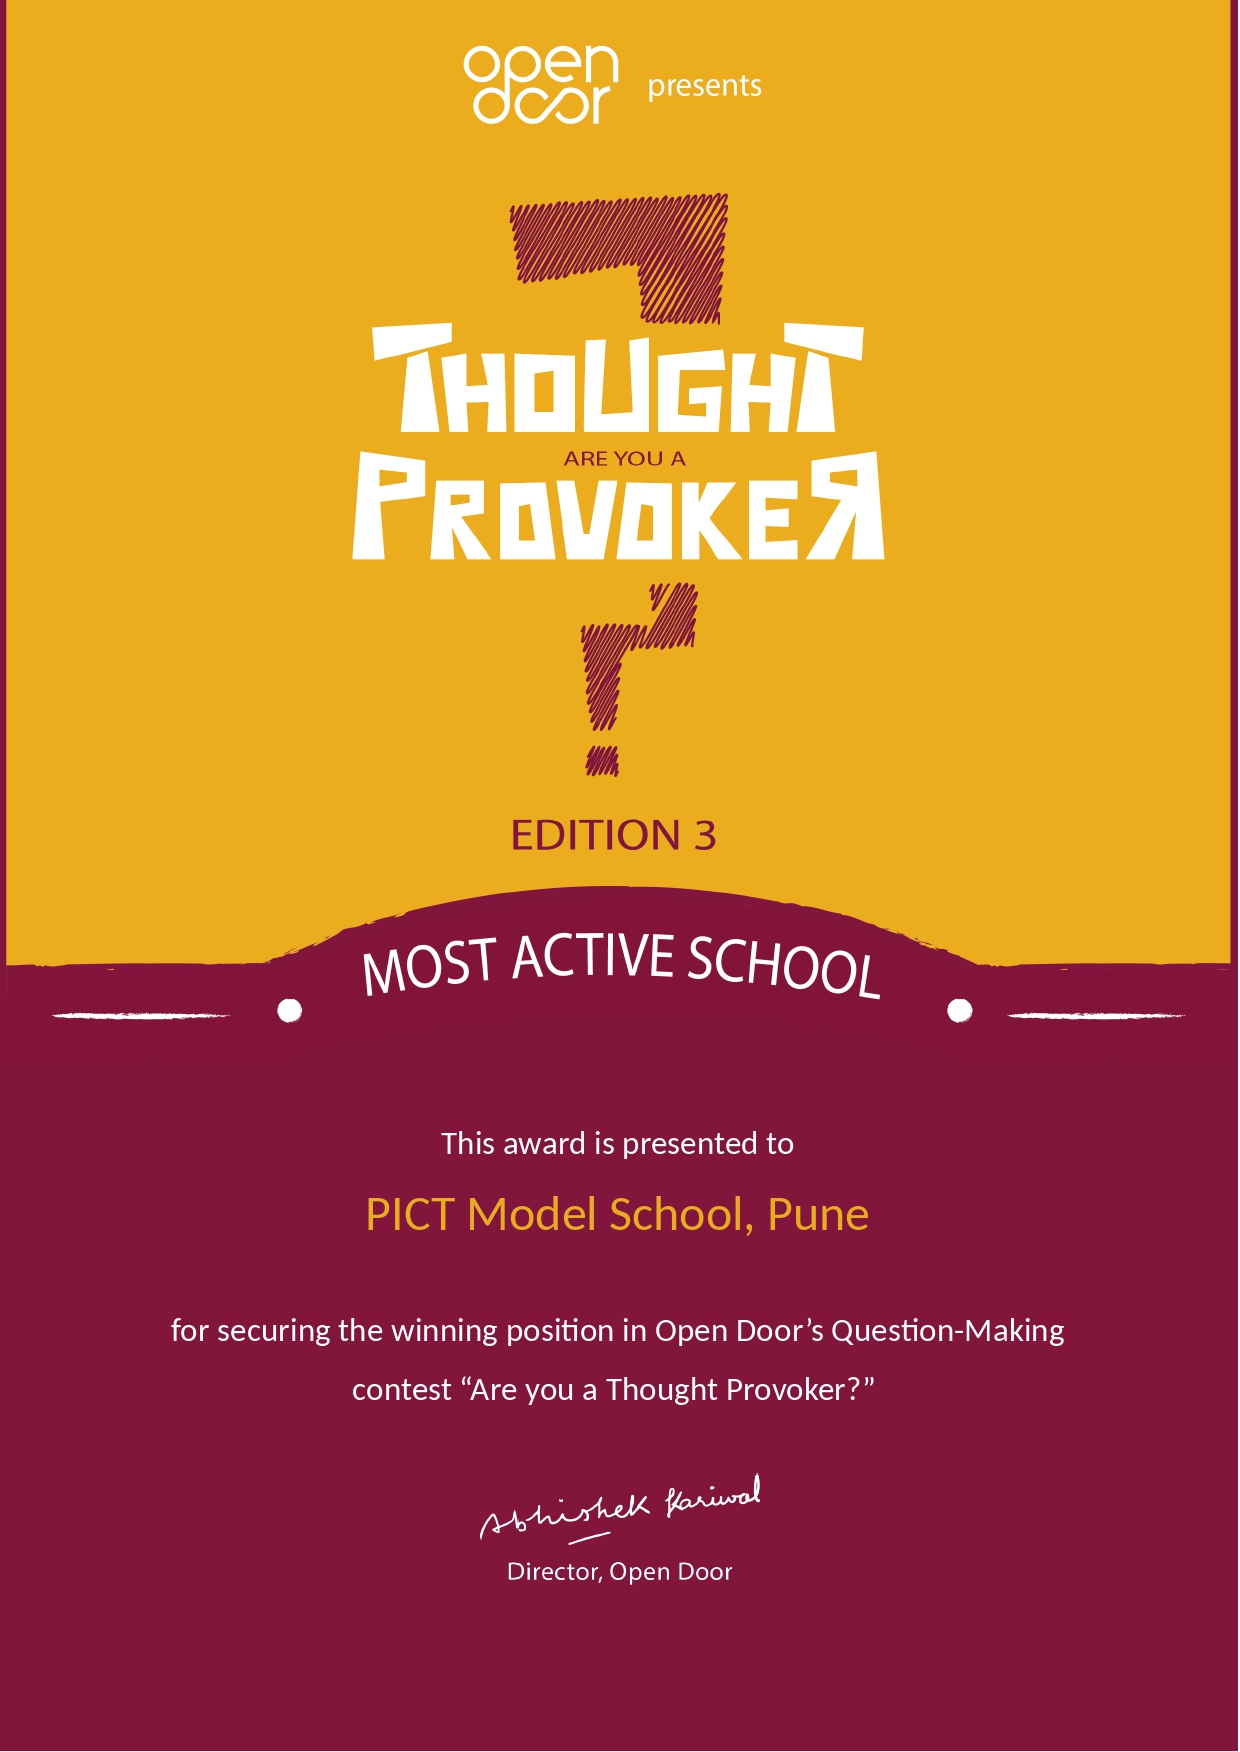 open
door
presents
THOUGHT
ARE YOU A
PROVOKER
EDITION 3
MOST ACTIVE SCHOOL
This award is presented to
PICT Model School, Pune
for securing the winning position in Open Door’s Question-Making
contest “Are you a Thought Provoker?”
Abhishek Kariwal
Director, Open Door